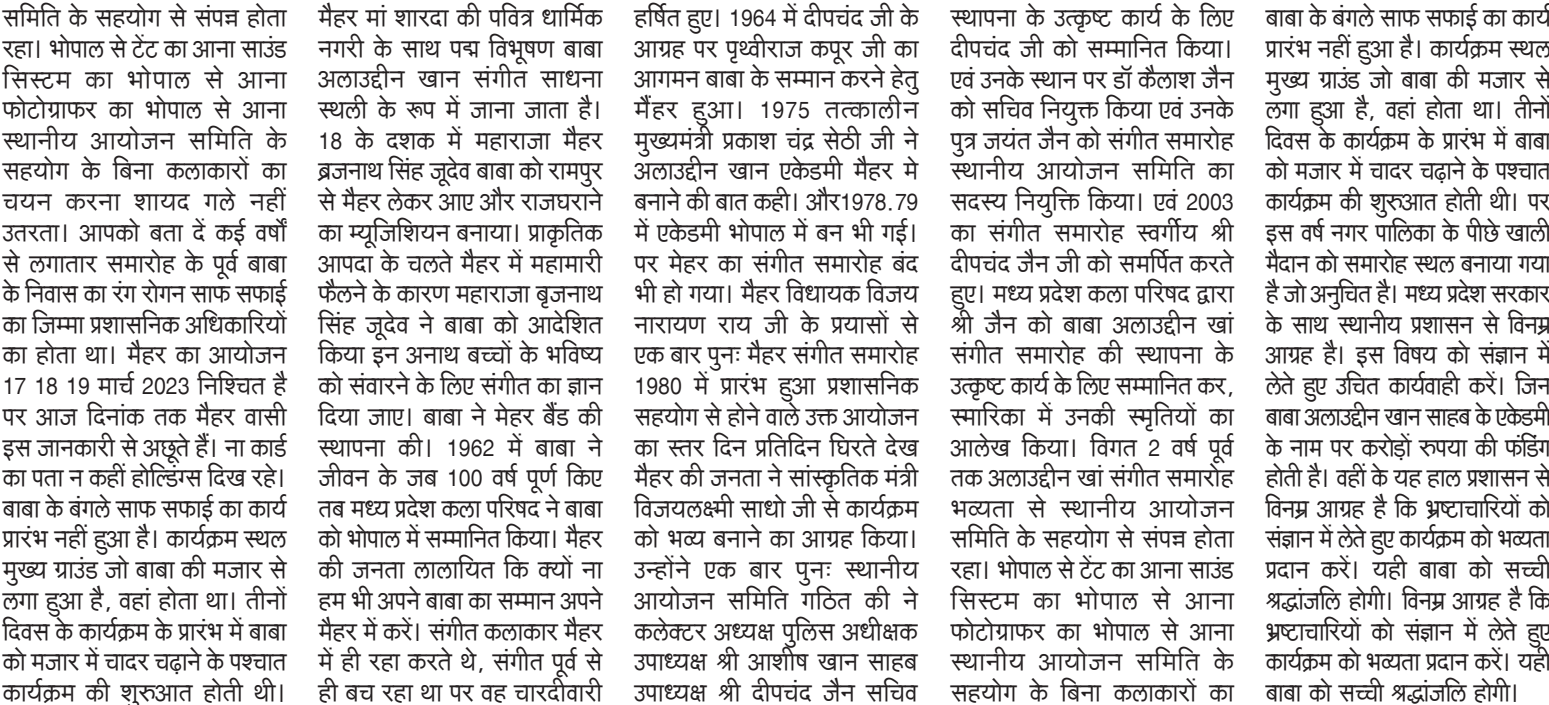 समिति के सहयोग से संपन्न होता
रहा। भोपाल से टेंट का आना साउंड
सिस्टम का भोपाल से आना
फोटोग्राफर का भोपाल से आना
स्थानीय आयोजन समिति के
सहयोग के बिना कलाकारों का
चयन करना शायद गले नहीं
उतरता। आपको बता दें कई वर्षों
से लगातार समारोह के पूर्व बाबा
के निवास का रंग रोगन साफ सफाई
का जिम्मा प्रशासनिक अधिकारियों
का होता था। मैहर का आयोजन
17 18 19 मार्च 2023 निश्चित है
पर आज दिनांक तक मैहर वासी
इस जानकारी से अछूते हैं। ना कार्ड
का पता न कहीं होल्डिंग्स दिख रहे।
बाबा के बंगले साफ सफाई का कार्य
प्रारंभ नहीं हुआ है। कार्यक्रम स्थल
मुख्य ग्राउंड जो बाबा की मजार से
लगा हुआ है, वहां होता था। तीनों
दिवस के कार्यक्रम के प्रारंभ में बाबा
को मजार में चादर चढ़ाने के पश्चात
कार्यक्रम की शुरुआत होती थी।
मैहर मां शारदा की पवित्र धार्मिक
नगरी के साथ पद्म विभूषण बाबा
अलाउद्दीन खान संगीत साधना
स्थली के रूप में जाना जाता है।
18 के दशक में महाराजा मैहर
ब्रजनाथ सिंह जूदेव बाबा को रामपुर
से मैहर लेकर आए और राजघराने
का म्यूजिशियन बनाया। प्राकृतिक
आपदा के चलते मैहर में महामारी
फैलने के कारण महाराजा बृजनाथ
सिंह जूदेव ने बाबा को आदेशित
किया इन अनाथ बच्चों के भविष्य
को संवारने के लिए संगीत का ज्ञान
दिया जाए। बाबा ने मेहर बैंड की
स्थापना की। 1962 में बाबा ने
जीवन के जब 100 वर्ष पूर्ण किए
तब मध्य प्रदेश कला परिषद ने बाबा
को भोपाल में सम्मानित किया। मैहर
की जनता लालायित कि क्यों ना
हम भी अपने बाबा का सम्मान अपने
मैहर में करें। संगीत कलाकार मैहर
में ही रहा करते थे, संगीत पूर्व से
ही बच रहा था पर वह चारदीवारी
हर्षित हुए। 1964 में दीपचंद जी के
आग्रह पर पृथ्वीराज कपूर जी का
आगमन बाबा के सम्मान करने हेतु
मैंहर हुआ। 1975 तत्कालीन
मुख्यमंत्री प्रकाश चंद्र सेठी जी ने
अलाउद्दीन खान एकेडमी मैहर मे
बनाने की बात कही। और1978.79
में एकेडमी भोपाल में बन भी गई।
पर मेहर का संगीत समारोह बंद
भी हो गया। मैहर विधायक विजय
नारायण राय जी के प्रयासों से
एक बार पुनः मैहर संगीत समारोह
1980 में प्रारंभ हुआ प्रशासनिक
सहयोग से होने वाले उक्त आयोजन
का स्तर दिन प्रतिदिन घिरते देख
मैहर की जनता ने सांस्कृतिक मंत्री
विजयलक्ष्मी साधो जी से कार्यक्रम
को भव्य बनाने का आग्रह किया।
उन्होंने एक बार पुनः स्थानीय
आयोजन समिति गठित की ने
कलेक्टर अध्यक्ष पुलिस अधीक्षक
उपाध्यक्ष श्री आशीष खान साहब
उपाध्यक्ष श्री दीपचंद जैन सचिव
स्थापना के उत्कृष्ट कार्य के लिए
दीपचंद जी को सम्मानित किया।
एवं उनके स्थान पर डॉ कैलाश जैन
को सचिव नियुक्त किया एवं उनके
पुत्र जयंत जैन को संगीत समारोह
स्थानीय आयोजन समिति का
सदस्य नियुक्ति किया। एवं 2003
का संगीत समारोह स्वर्गीय श्री
दीपचंद जैन जी को समर्पित करते
हुए। मध्य प्रदेश कला परिषद द्वारा
श्री जैन को बाबा अलाउद्दीन खां
संगीत समारोह की स्थापना के
उत्कृष्ट कार्य के लिए सम्मानित कर,
स्मारिका में उनकी स्मृतियों का
आलेख किया। विगत 2 वर्ष पूर्व
तक अलाउद्दीन खां संगीत समारोह
भव्यता से स्थानीय आयोजन
समिति के सहयोग से संपन्न होता
रहा। भोपाल से टेंट का आना साउंड
सिस्टम का भोपाल से आना
फोटोग्राफर का भोपाल से आना
स्थानीय आयोजन समिति के
सहयोग के बिना कलाकारों का
बाबा के बंगले साफ सफाई का कार्य
प्रारंभ नहीं हुआ है। कार्यक्रम स्थल
मुख्य ग्राउंड जो बाबा की मजार से
लगा हुआ है, वहां होता था। तीनों
दिवस के कार्यक्रम के प्रारंभ में बाबा
को मजार में चादर चढ़ाने के पश्चात
कार्यक्रम की शुरुआत होती थी। पर
इस वर्ष नगर पालिका के पीछे खाली
मैदान को समारोह स्थल बनाया गया
है जो अनुचित है। मध्य प्रदेश सरकार
के साथ स्थानीय प्रशासन से विनम्र
आग्रह है। इस विषय को संज्ञान में
लेते हुए उचित कार्यवाही करें। जिन
बाबा अलाउद्दीन खान साहब के एकेडमी
के नाम पर करोड़ों रुपया की फंडिंग
होती है। वहीं के यह हाल प्रशासन से
विनम्र आग्रह है कि भ्रष्टाचारियों को
संज्ञान में लेते हुए कार्यक्रम को भव्यता
प्रदान करें। यही बाबा को सच्ची
श्रद्धांजलि होगी। विनम्र आग्रह है कि
भ्रष्टाचारियों को संज्ञान में लेते हुए
कार्यक्रम को भव्यता प्रदान करें। यही
बाबा को सच्ची श्रद्धांजलि होगी।